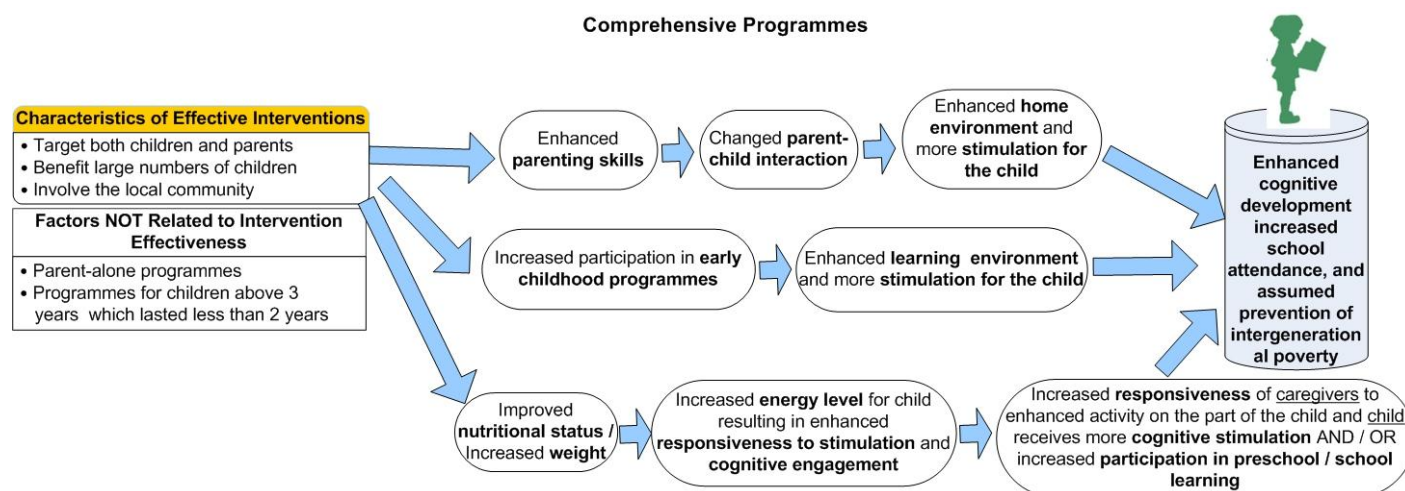 Comprehensive Programmes
Characteristics of Effective Interventions
• Target both children and parents
• Benefit large numbers of children
• Involve the local community
Factors NOT Related to Intervention
Effectiveness
• Parent-alone programmes
• Programmes for children above 3
years which lasted less than 2 years
Enhanced
parenting skills
Changed parent-
child interaction
Enhanced home
environment and
more stimulation for
the child
Increased participation in early
childhood programmes
Enhanced learning environment
and more stimulation for the child
Improved
nutritional status /
Increased weight
Increased energy level for child
resulting in enhanced
responsiveness to stimulation and
cognitive engagement
Increased responsiveness of caregivers to
enhanced activity on the part of the child and child
receives more cognitive stimulation AND / OR
increased participation in preschool / school
learning
Enhanced
cognitive
development
increased
school
attendance, and
assumed
prevention of
intergeneration
al poverty